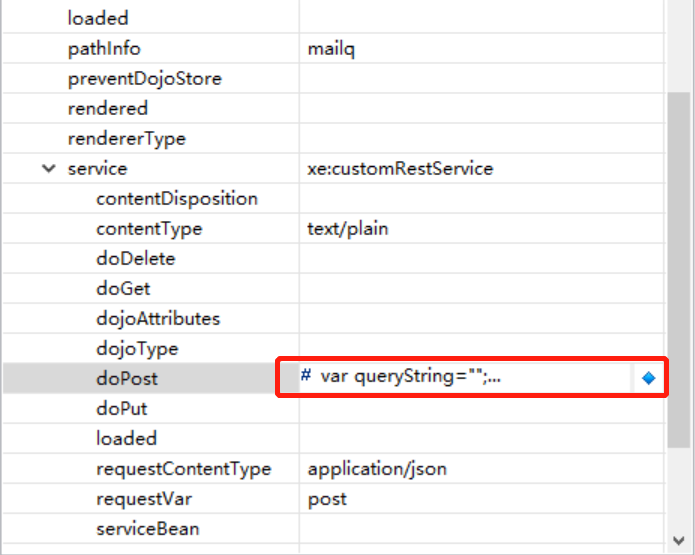 loaded
pathInfo mailq
preventDojoStore
rendered
rendererType
service xe:customRestService
contentDisposition
contentType text/plain
doDelete
doGet
dojoAttributes
dojoType
doPost # var queryString="";...
doPut
loaded
requestContentType application/json
requestVar post
serviceBean